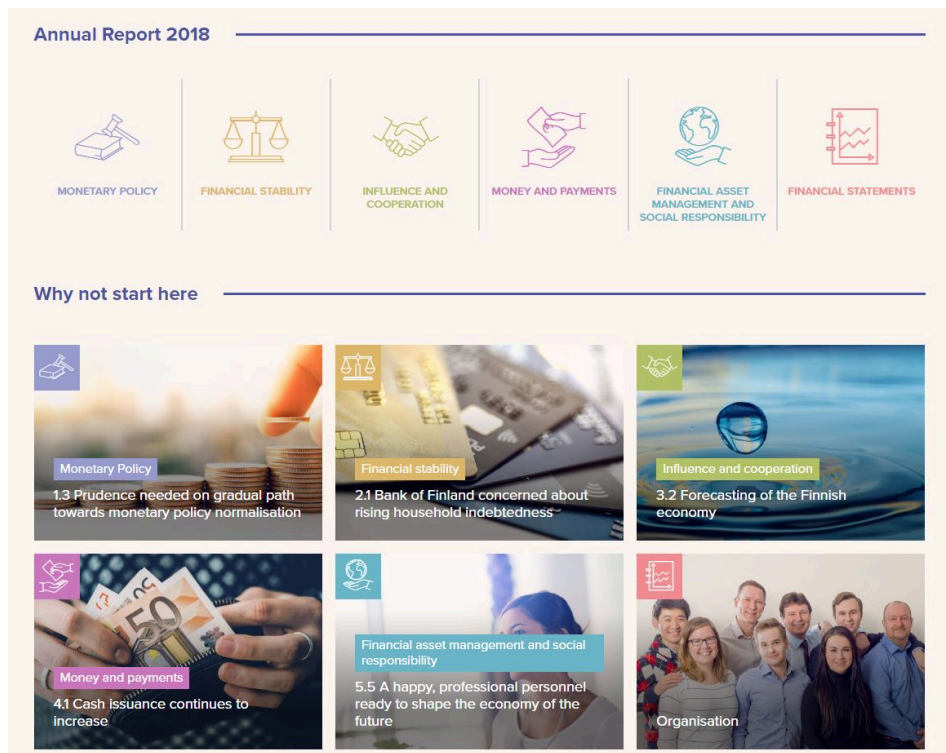 Annual Report 2018
MONETARY POLICY
FINANCIAL STABILITY
INFLUENCE AND
COOPERATION
MONEY AND PAYMENTS
FINANCIAL ASSET
MANAGEMENT AND
SOCIAL RESPONSIBILITY
FINANCIAL STATEMENTS
Why not start here
Monetary Policy
1.3 Prudence needed on gradual path
towards monetary policy normalisation
Financial stability
2.1 Bank of Finland concerned about
rising household indebtedness
Influence and cooperation
3.2 Forecasting of the Finnish
economy
50
Money and payments
4.1 Cash issuance continues to
increase
Financial asset management and social
responsibility
5.5 A happy, professional personnel
ready to shape the economy of the
future
Organisation